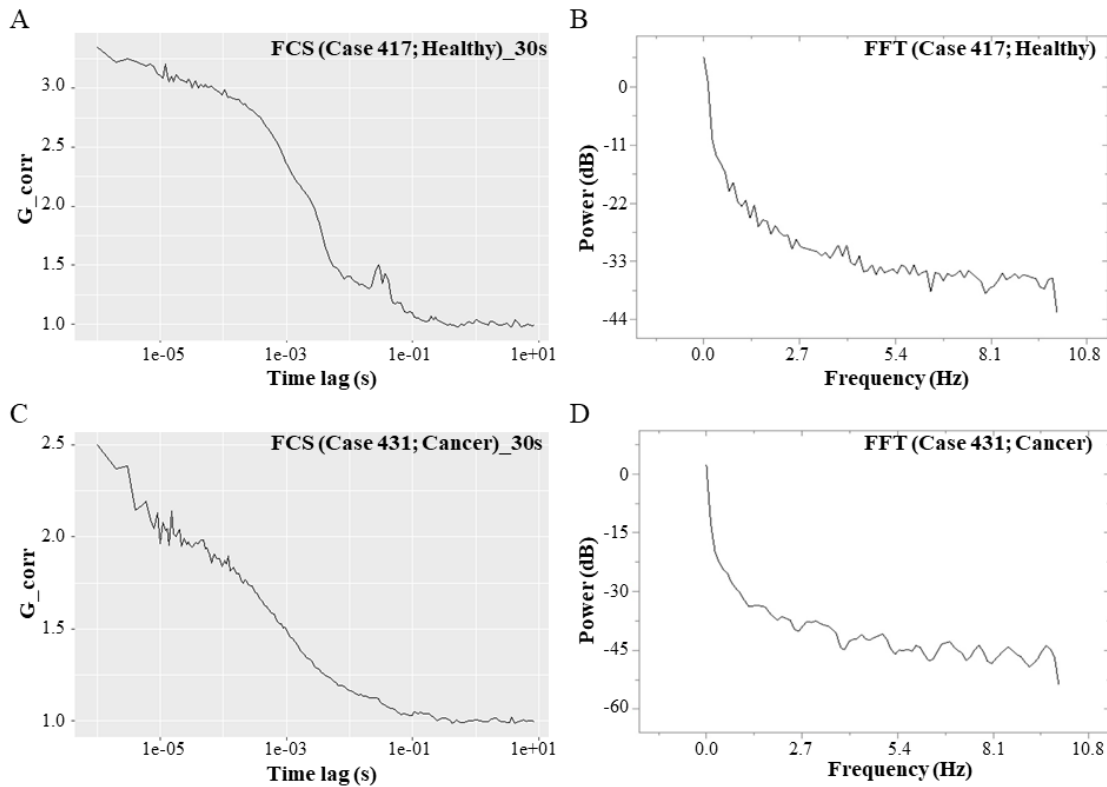 A
FCS (Case 417; Healthy)_30s
G_corr
3.0
2.5
2.0
1.5
1.0
1e-05 1e-03 1e-01 1e+01
Time lag (s)
B
FFT (Case 417; Healthy)
Power (dB)
0
-11
-22
-33
-44
0.0 2.7 5.4 8.1 10.8
Frequency (Hz)
C
FCS (Case 431; Cancer)_30s
G_corr
2.5
2.0
1.5
1.0
1e-05 1e-03 1e-01 1e+01
Time lag (s)
D
FFT (Case 431; Cancer)
Power (dB)
0
-15
-30
-45
-60
0.0 2.7 5.4 8.1 10.8
Frequency (Hz)